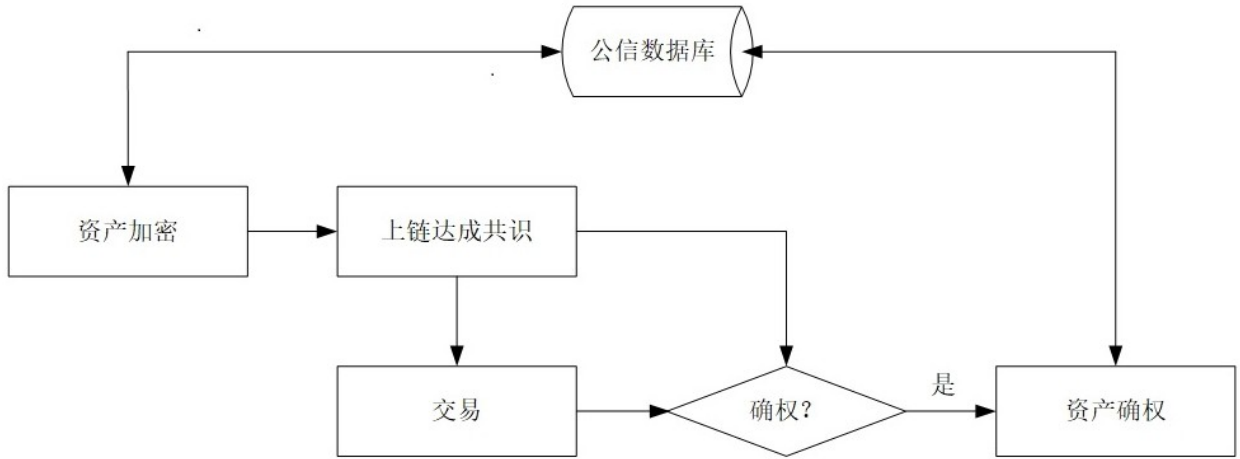 公信数据库
资产加密
上链达成共识
交易
确权？
是
资产确权